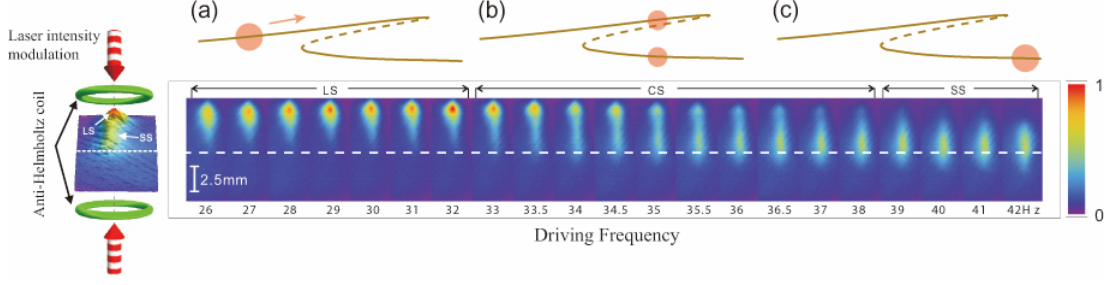 (a)
(b)
(c)
Laser intensity
modulation
Anti-Helmholtz coil
LS
SS
LS
CS
SS
2.5mm
26 27 28 29 30 31 32 33 33.5 34 34.5 35 35.5 36 36.5 37 38 39 40 41 42H z
Driving Frequency
1
0